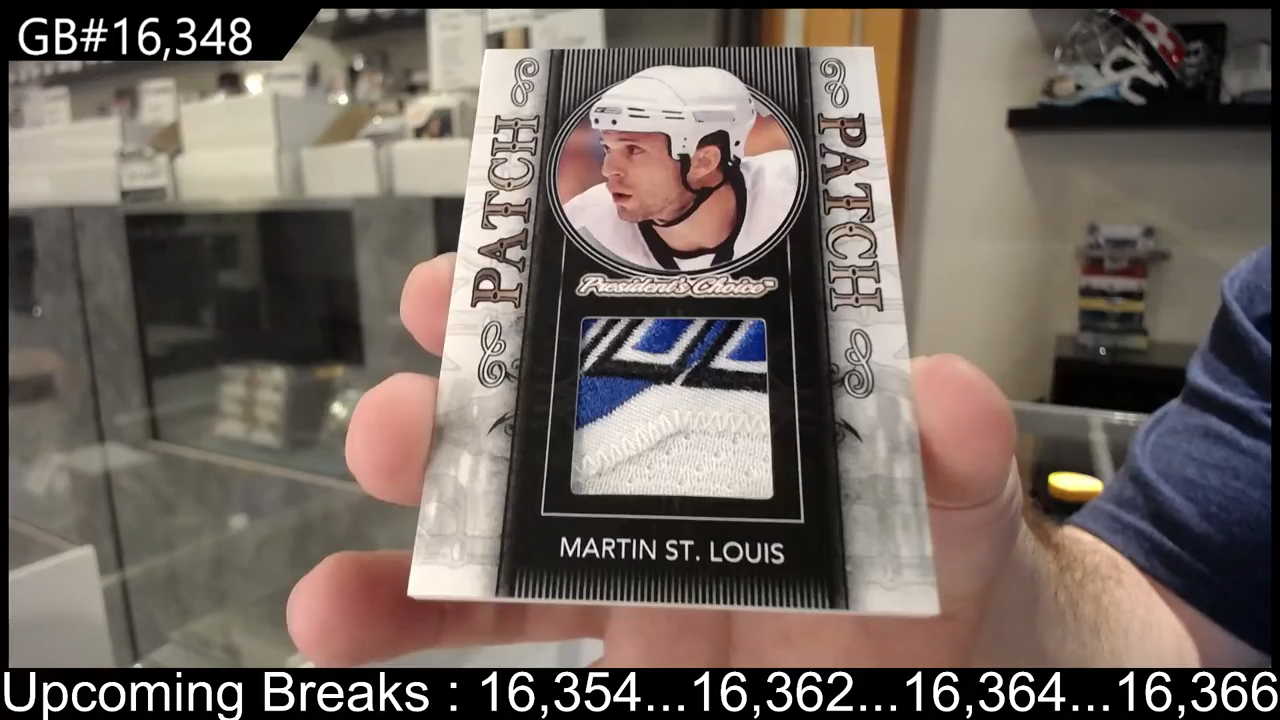 GB#16,348
PATCH
PATCH
President's Choice™
MARTIN ST. LOUIS
Upcoming Breaks : 16,354...16,362...16,364...16,366